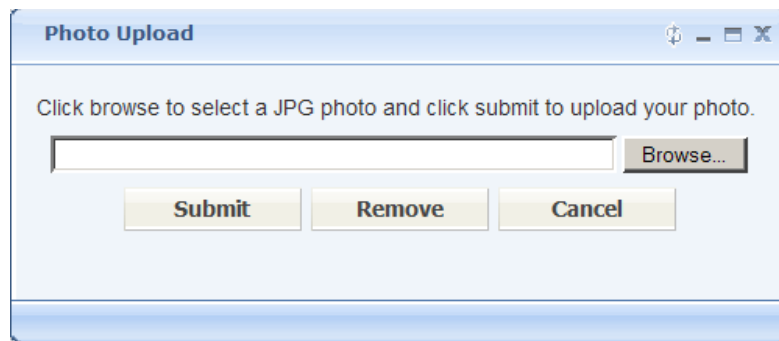 Photo Upload
Click browse to select a JPG photo and click submit to upload your photo.
Browse...
Submit Remove Cancel